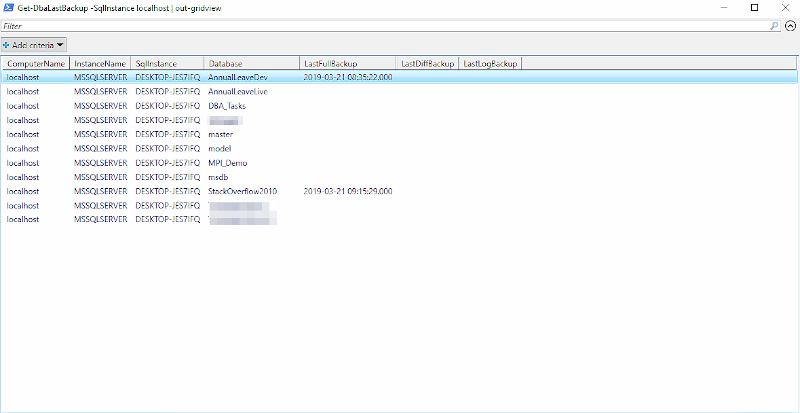 Get-DbaLastBackup -SqlInstance localhost | out-gridview
Filter
Add criteria
ComputerName InstanceName SqlInstance Database LastFullBackup LastDiffBackup LastLogBackup
localhost MSSQLSERVER DESKTOP-JES7IFQ AnnualLeaveDev 2019-03-21 08:35:22.000
localhost MSSQLSERVER DESKTOP-JES7IFQ AnnualLeaveLive
localhost MSSQLSERVER DESKTOP-JES7IFQ DBA_Tasks
localhost MSSQLSERVER DESKTOP-JES7IFQ
localhost MSSQLSERVER DESKTOP-JES7IFQ master
localhost MSSQLSERVER DESKTOP-JES7IFQ model
localhost MSSQLSERVER DESKTOP-JES7IFQ MPI_Demo
localhost MSSQLSERVER DESKTOP-JES7IFQ msdb
localhost MSSQLSERVER DESKTOP-JES7IFQ StackOverflow2010 2019-03-21 09:15:29.000
localhost MSSQLSERVER DESKTOP-JES7IFQ
localhost MSSQLSERVER DESKTOP-JES7IFQ